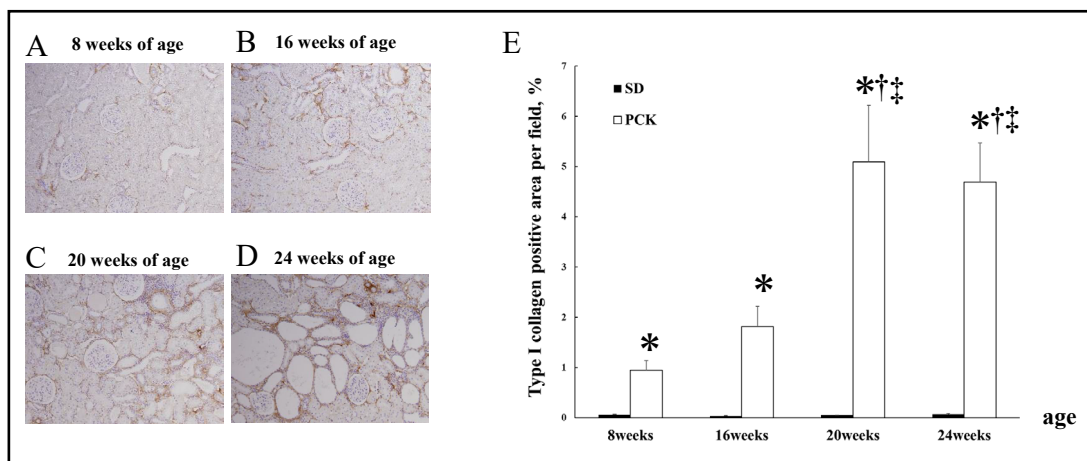 A 8 weeks of age
B 16 weeks of age
C 20 weeks of age
D 24 weeks of age
E
Type I collagen positive area per field, %
7
6
5
4
3
2
1
0
SD
PCK
*
*
*†‡
*†‡
8weeks 16weeks 20weeks 24weeks
age